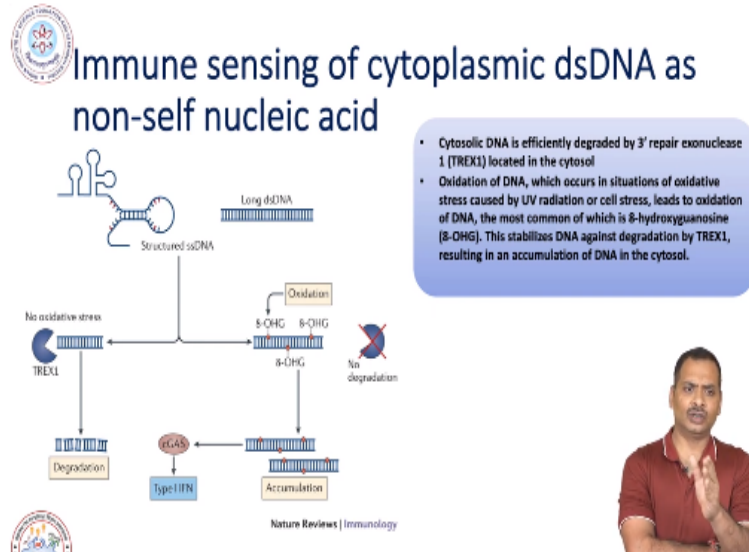 Immune sensing of cytoplasmic dsDNA as
non-self nucleic acid
• Cytosolic DNA is efficiently degraded by 3' repair exonuclease
1 (TREX1) located in the cytosol
• Oxidation of DNA, which occurs in situations of oxidative
stress caused by UV radiation or cell stress, leads to oxidation
of DNA, the most common of which is 8-hydroxyguanosine
(8-OHG). This stabilizes DNA against degradation by TREX1,
resulting in an accumulation of DNA in the cytosol.
Long dsDNA
Structured ssDNA
Oxidation
No oxidative stress
8-OHG 8-OHG
8-OHG
TREX1
No
degradation
cGAS
Degradation
Type I IFN
Accumulation
Nature Reviews | Immunology